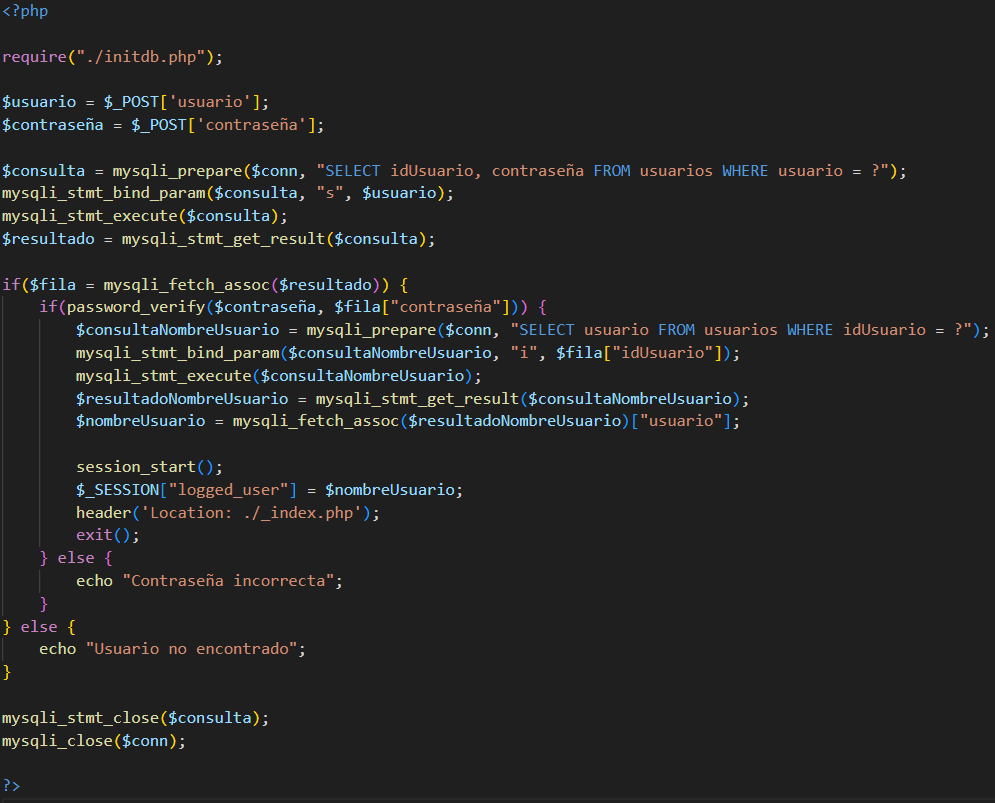 <?php
require("./initdb.php");
$usuario = $_POST['usuario'];
$contraseña = $_POST['contraseña'];
$consulta = mysqli_prepare($conn, "SELECT idUsuario, contraseña FROM usuarios WHERE usuario = ?");
mysqli_stmt_bind_param($consulta, "s", $usuario);
mysqli_stmt_execute($consulta);
$resultado = mysqli_stmt_get_result($consulta);
if($fila = mysqli_fetch_assoc($resultado)) {
    if(password_verify($contraseña, $fila["contraseña"])) {
        $consultaNombreUsuario = mysqli_prepare($conn, "SELECT usuario FROM usuarios WHERE idUsuario = ?");
        mysqli_stmt_bind_param($consultaNombreUsuario, "i", $fila["idUsuario"]);
        mysqli_stmt_execute($consultaNombreUsuario);
        $resultadoNombreUsuario = mysqli_stmt_get_result($consultaNombreUsuario);
        $nombreUsuario = mysqli_fetch_assoc($resultadoNombreUsuario)["usuario"];
        session_start();
        $_SESSION["logged_user"] = $nombreUsuario;
        header('Location: ./_index.php');
        exit();
    } else {
        echo "Contraseña incorrecta";
    }
} else {
    echo "Usuario no encontrado";
}
mysqli_stmt_close($consulta);
mysqli_close($conn);
?>